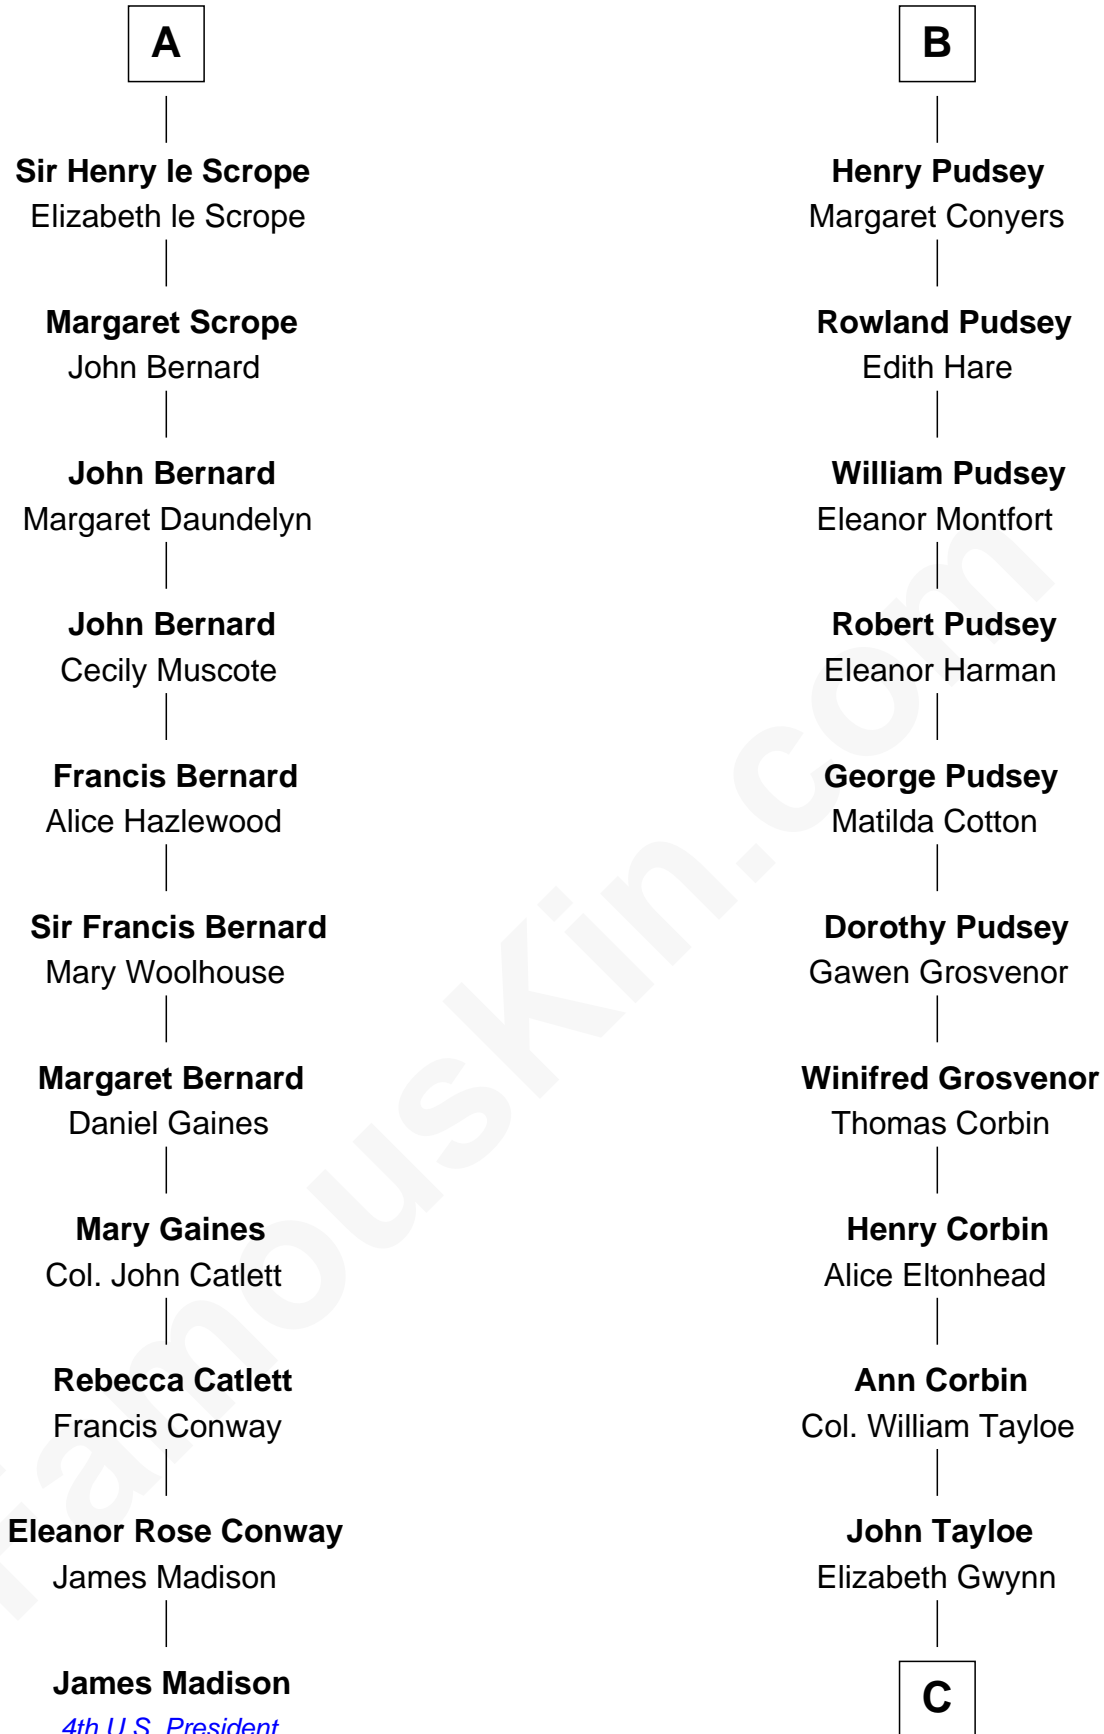 A
Sir Henry le Scrope
Elizabeth le Scrope
Margaret Scrope
John Bernard
John Bernard
Margaret Daundelyn
John Bernard
Cecily Muscote
Francis Bernard
Alice Hazlewood
Sir Francis Bernard
Mary Woolhouse
Margaret Bernard
Daniel Gaines
Mary Gaines
Col. John Catlett
Rebecca Catlett
Francis Conway
Eleanor Rose Conway
James Madison
James Madison
4th U.S. President
B
Henry Pudsey
Margaret Conyers
Rowland Pudsey
Edith Hare
William Pudsey
Eleanor Montfort
Robert Pudsey
Eleanor Harman
George Pudsey
Matilda Cotton
Dorothy Pudsey
Gawen Grosvenor
Winifred Grosvenor
Thomas Corbin
Henry Corbin
Alice Eltonhead
Ann Corbin
Col. William Tayloe
John Tayloe
Elizabeth Gwynn
C
FamousKin.com